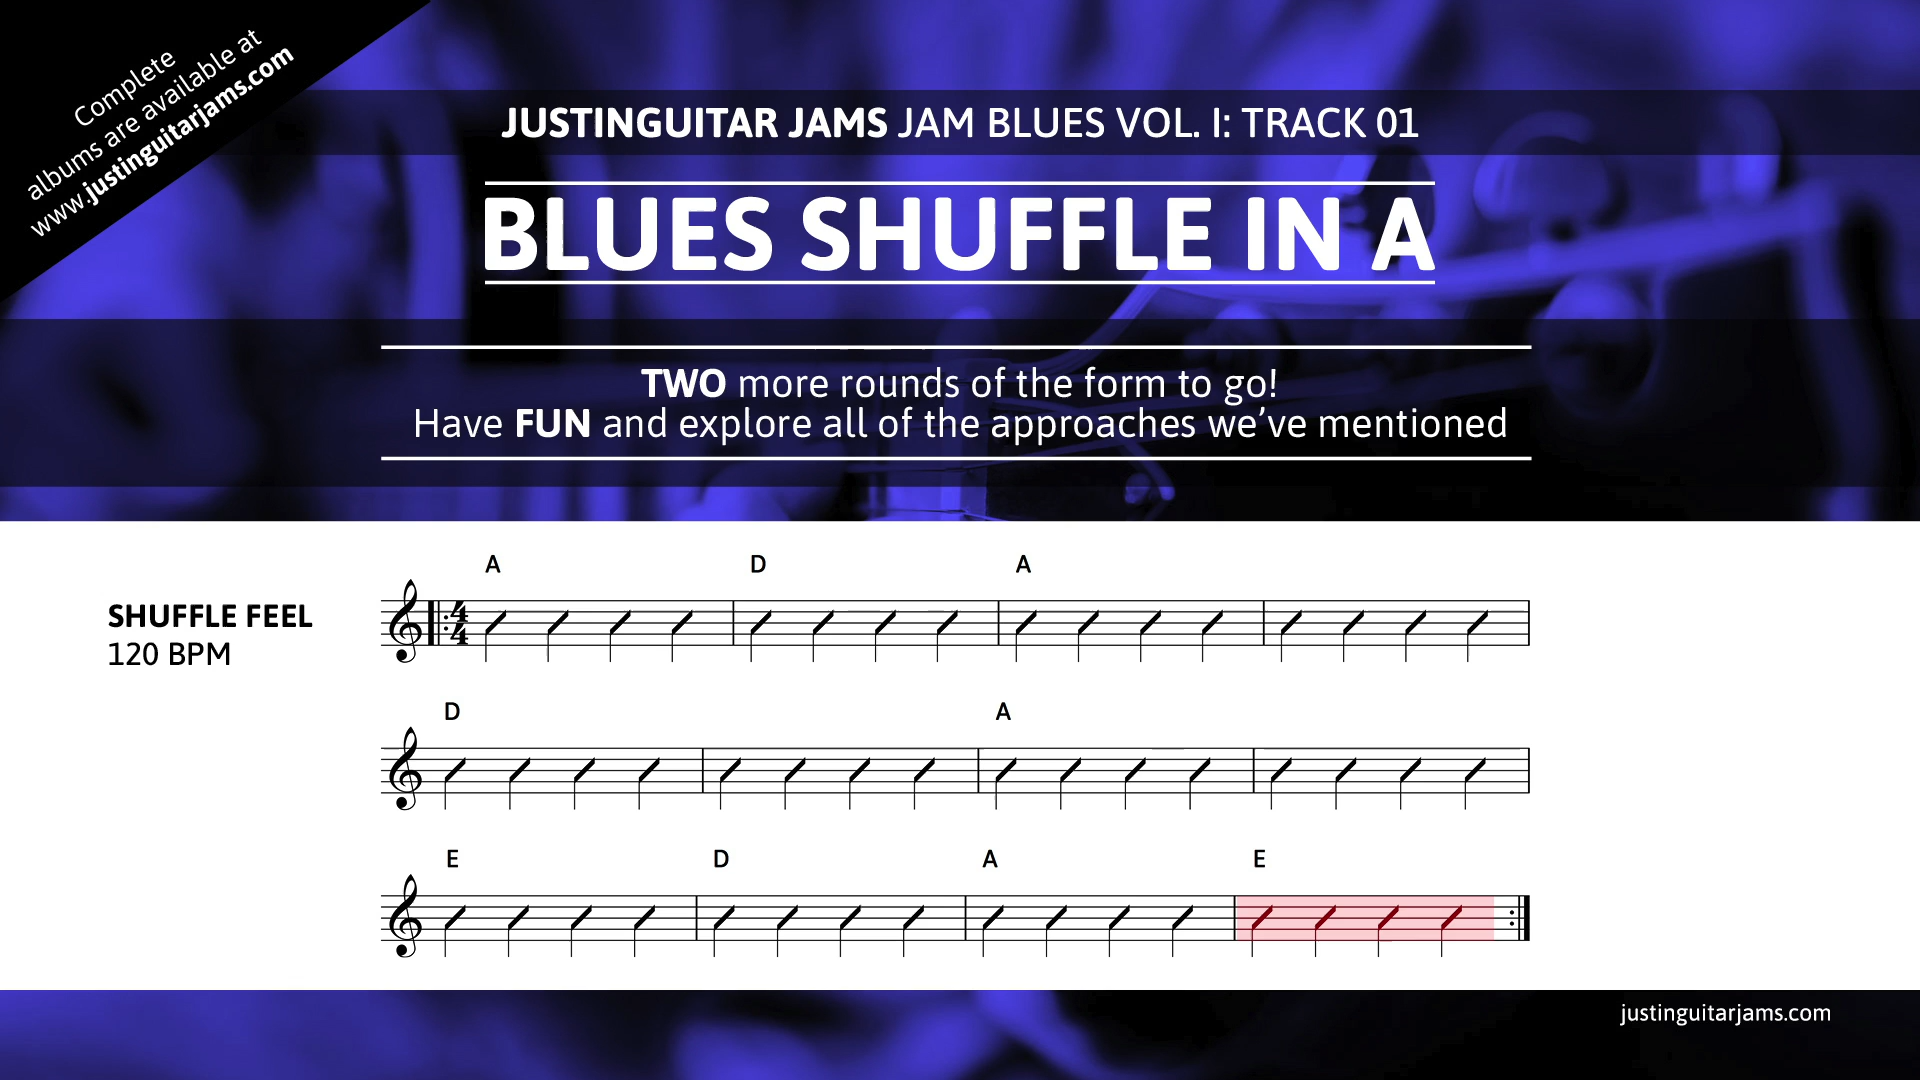 Complete
albums are available at
www.justinguitarjams.com
JUSTINGUITAR JAMS JAM BLUES VOL. I: TRACK 01
BLUES SHUFFLE IN A
TWO more rounds of the form to go!
Have FUN and explore all of the approaches we’ve mentioned
SHUFFLE FEEL
120 BPM
A D A
4
4
D A
E D A E
justinguitarjams.com